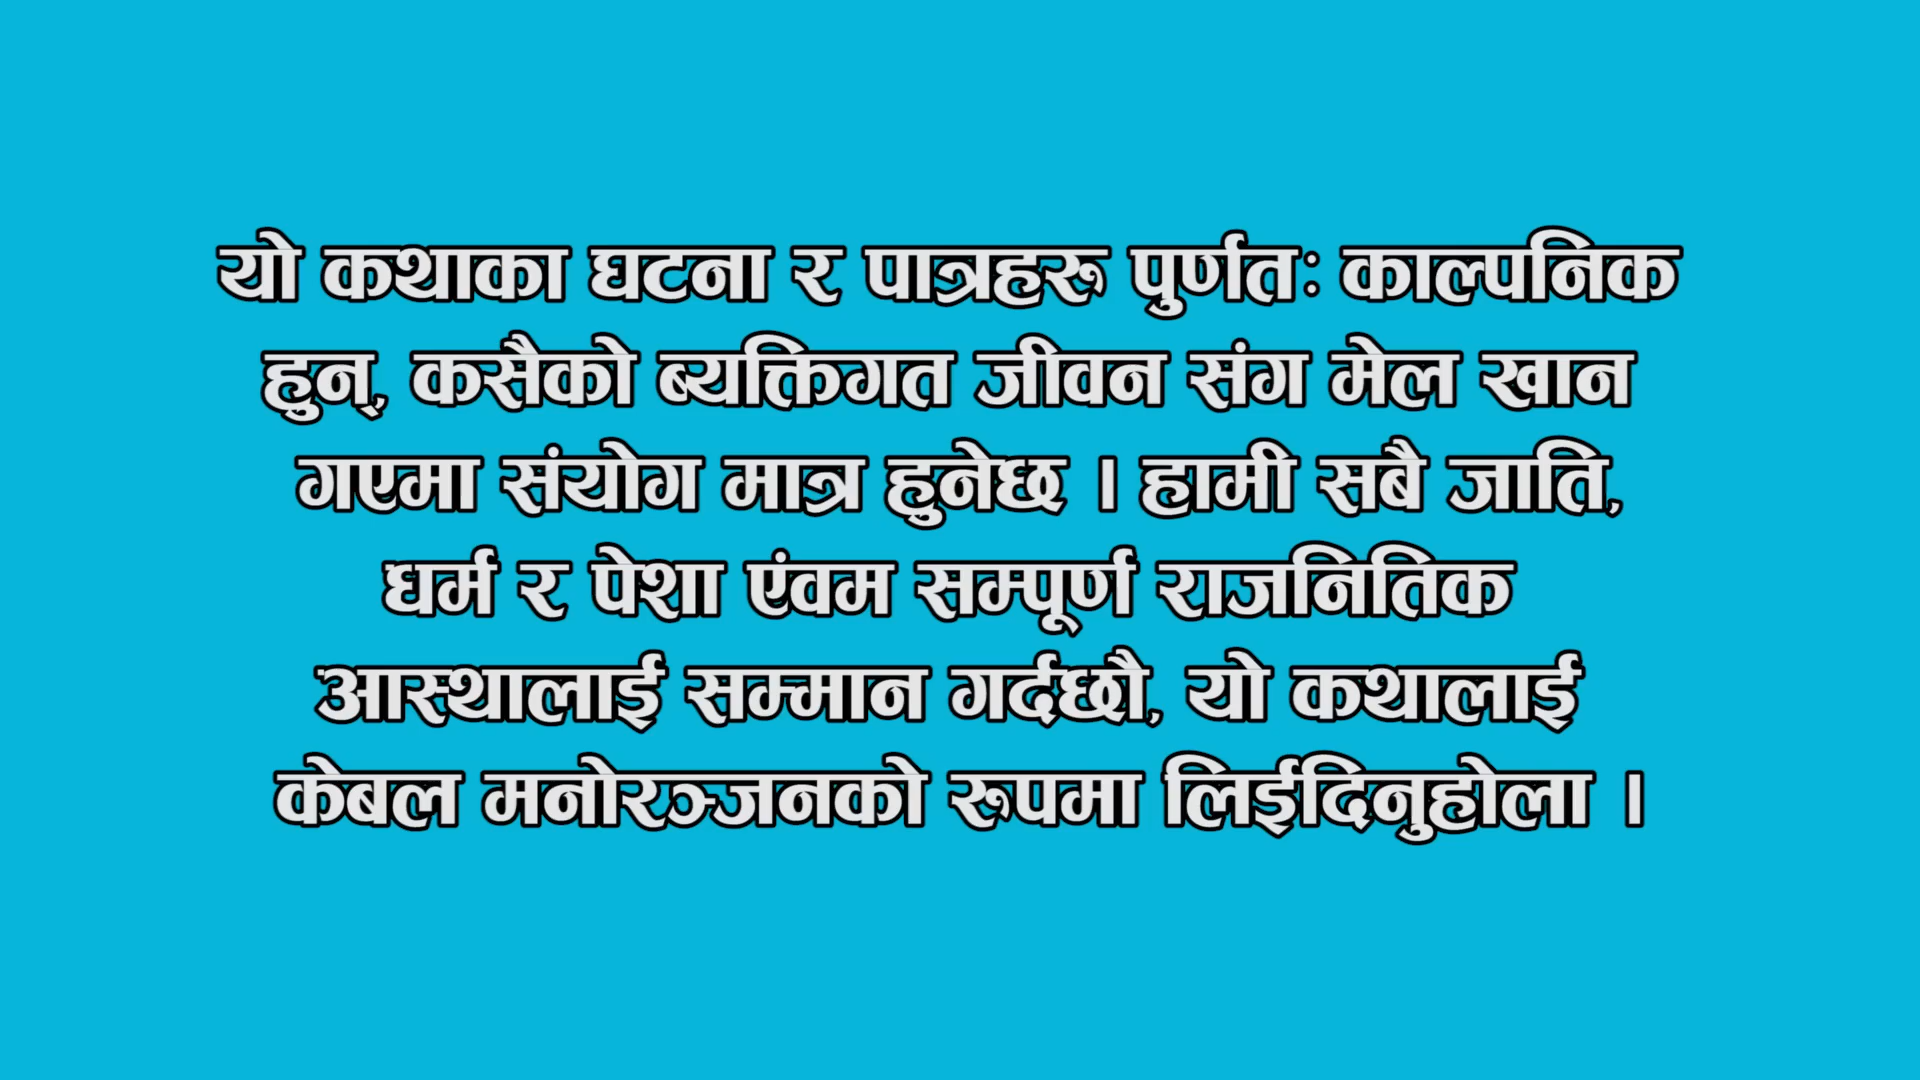 यो कथाका घटना र पात्रहरु पुर्णतः काल्पनिक
हुन्, कसैको ब्यक्तिगत जीवन संग मेल खान
गएमा संयोग मात्र हुनेछ । हामी सबै जाति,
धर्म र पेशा एंवम सम्पूर्ण राजनितिक
आस्थालाई सम्मान गर्दछौ, यो कथालाई
केबल मनोरञ्जनको रुपमा लिईदिनुहोला ।